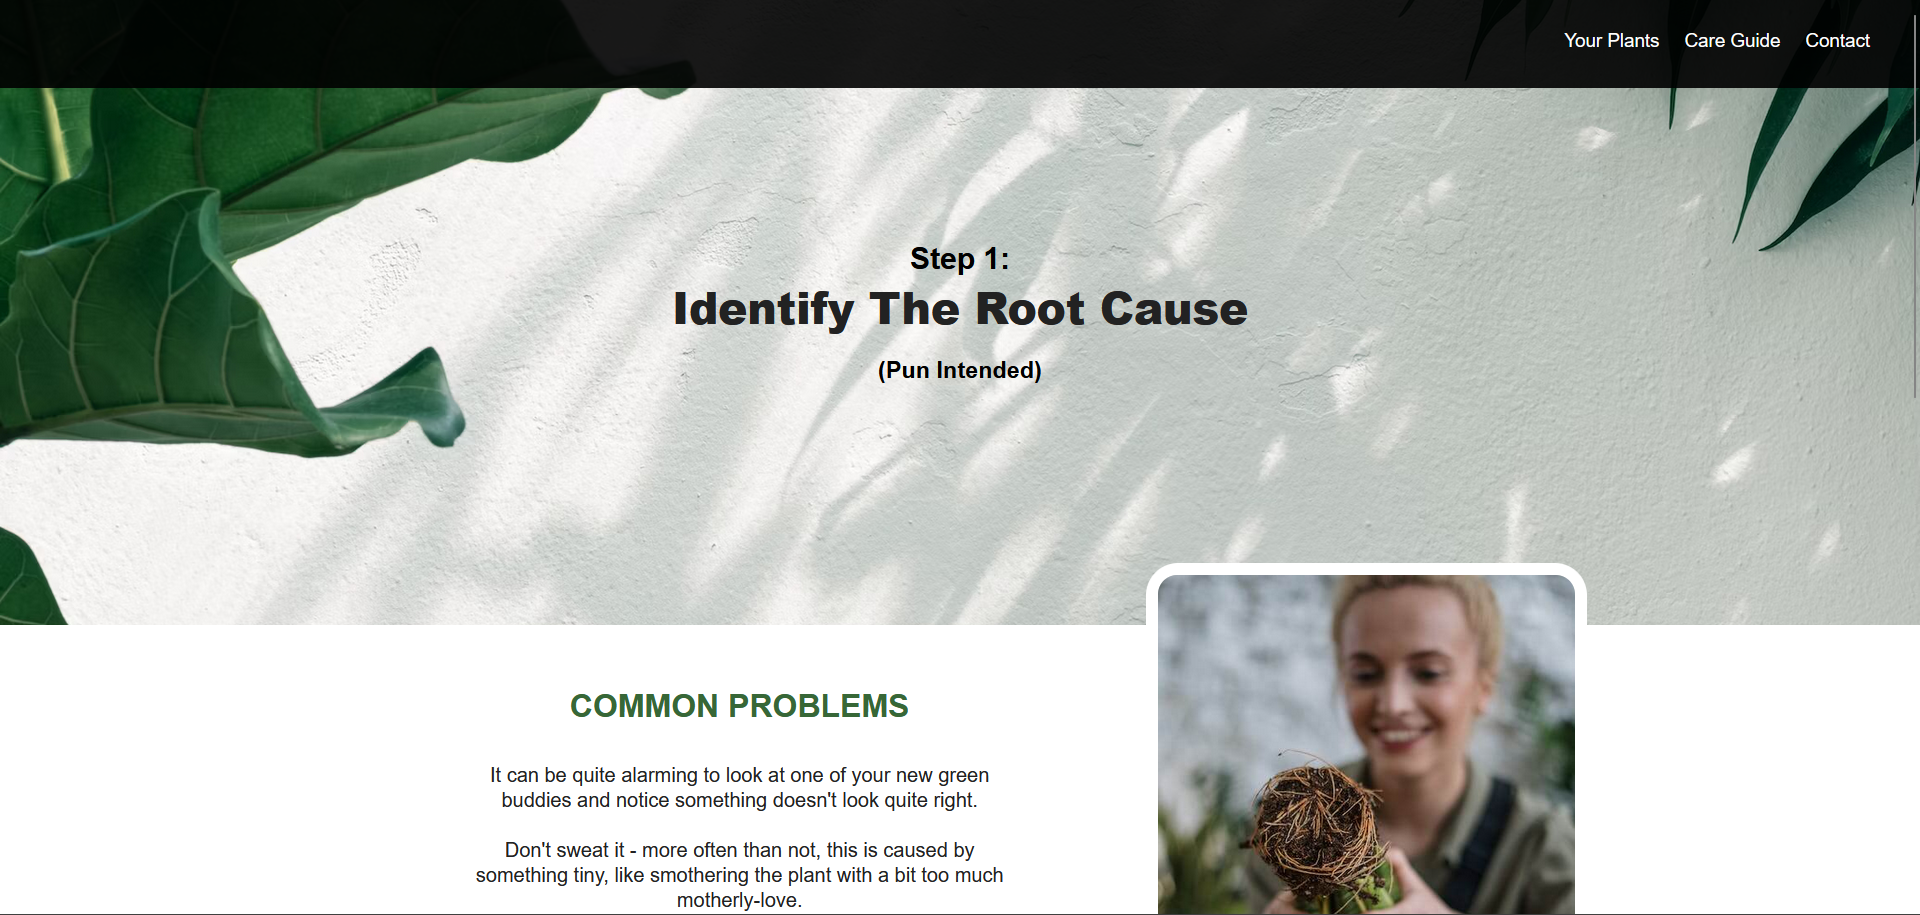 Your Plants Care Guide Contact
Step 1:
Identify The Root Cause
(Pun Intended)
COMMON PROBLEMS
It can be quite alarming to look at one of your new green
buddies and notice something doesn't look quite right.
Don't sweat it - more often than not, this is caused by
something tiny, like smothering the plant with a bit too much
motherly-love.